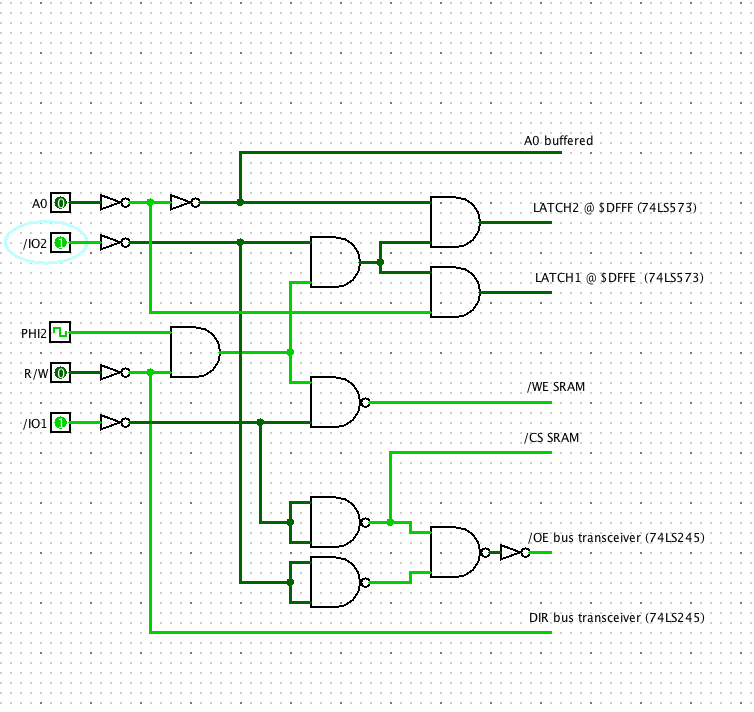 A0 buffered
A0 0
LATCH2 @ $DFFF (74LS573)
/IO2 1
LATCH1 @ $DFFE (74LS573)
PHI2
R/W 0
/WE SRAM
/IO1 1
/CS SRAM
/OE bus transceiver (74LS245)
DIR bus transceiver (74LS245)